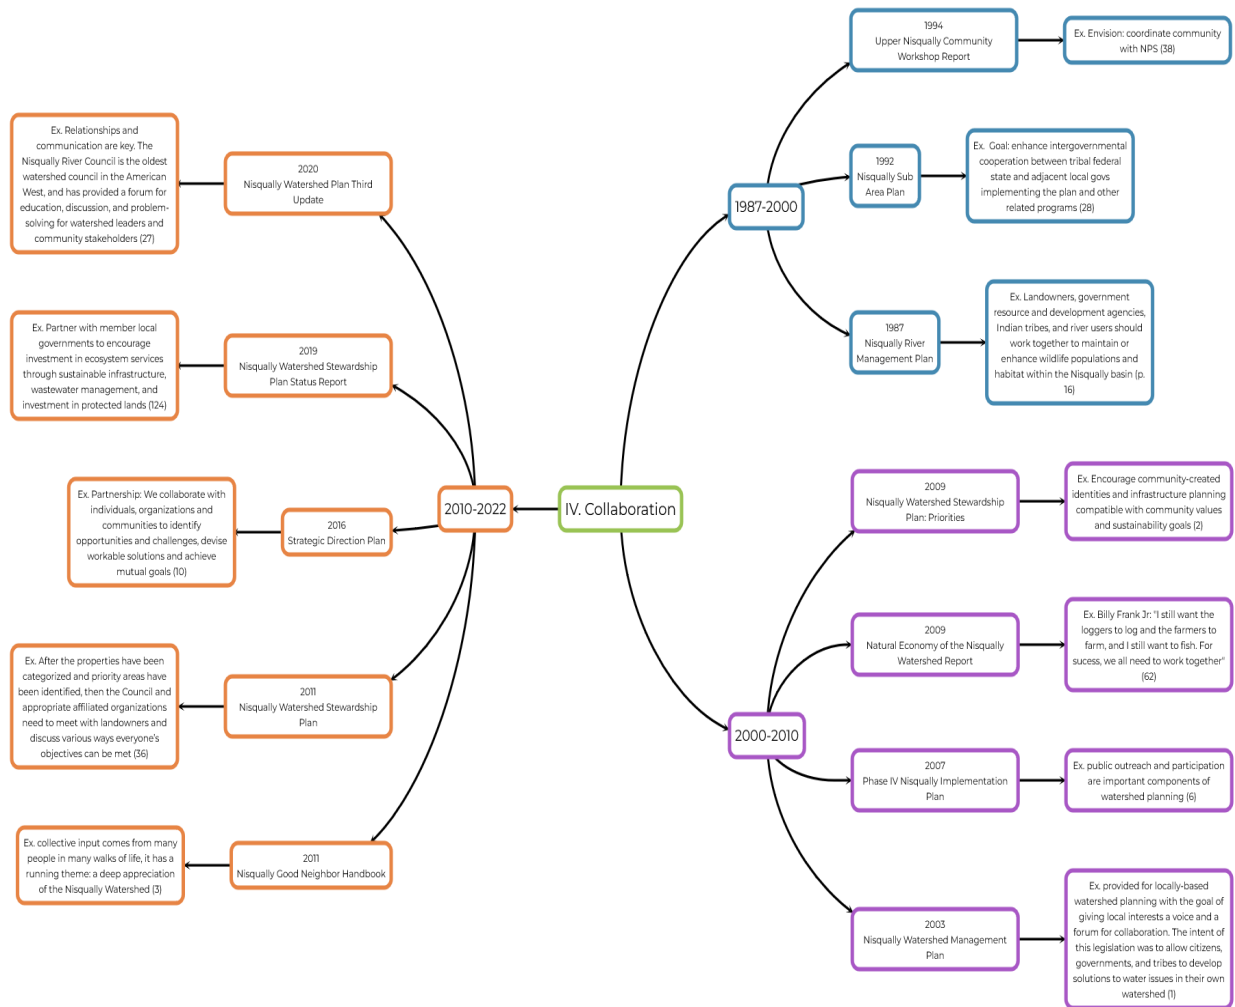 IV. Collaboration
1987-2000
1994
Upper Nisqually Community
Workshop Report
Ex. Envision: coordinate community
with NPS (38)
1992
Nisqually Sub
Area Plan
Ex. Goal: enhance intergovernmental
cooperation between tribal federal
state and adjacent local govs
implementing the plan and other
related programs (28)
1987
Nisqually River
Management Plan
Ex. Landowners, government
resource and development agencies,
Indian tribes, and river users should
work together to maintain or
enhance wildlife populations and
habitat within the Nisqually basin (p.
16)
2000-2010
2009
Nisqually Watershed Stewardship
Plan: Priorities
Ex. Encourage community-created
identities and infrastructure planning
compatible with community values
and sustainability goals (2)
2009
Natural Economy of the Nisqually
Watershed Report
Ex. Billy Frank Jr: "I still want the
loggers to log and the farmers to
farm, and I still want to fish. For
sucess, we all need to work together"
(62)
2007
Phase IV Nisqually Implementation
Plan
Ex. public outreach and participation
are important components of
watershed planning (6)
2003
Nisqually Watershed Management
Plan
Ex. provided for locally-based
watershed planning with the goal of
giving local interests a voice and a
forum for collaboration. The intent of
this legislation was to allow citizens,
governments, and tribes to develop
solutions to water issues in their own
watershed (1)
2010-2022
2020
Nisqually Watershed Plan Third
Update
Ex. Relationships and
communication are key. The
Nisqually River Council is the oldest
watershed council in the American
West, and has provided a forum for
education, discussion, and problem-
solving for watershed leaders and
community stakeholders (27)
2019
Nisqually Watershed Stewardship
Plan Status Report
Ex. Partner with member local
governments to encourage
investment in ecosystem services
through sustainable infrastructure,
wastewater management, and
investment in protected lands (124)
2016
Strategic Direction Plan
Ex. Partnership: We collaborate with
individuals, organizations and
communities to identify
opportunities and challenges, devise
workable solutions and achieve
mutual goals (10)
2011
Nisqually Watershed Stewardship
Plan
Ex. After the properties have been
categorized and priority areas have
been identified, then the Council and
appropriate affiliated organizations
need to meet with landowners and
discuss various ways everyone's
objectives can be met (36)
2011
Nisqually Good Neighbor Handbook
Ex. collective input comes from many
people in many walks of life, it has a
running theme: a deep appreciation
of the Nisqually Watershed (3)